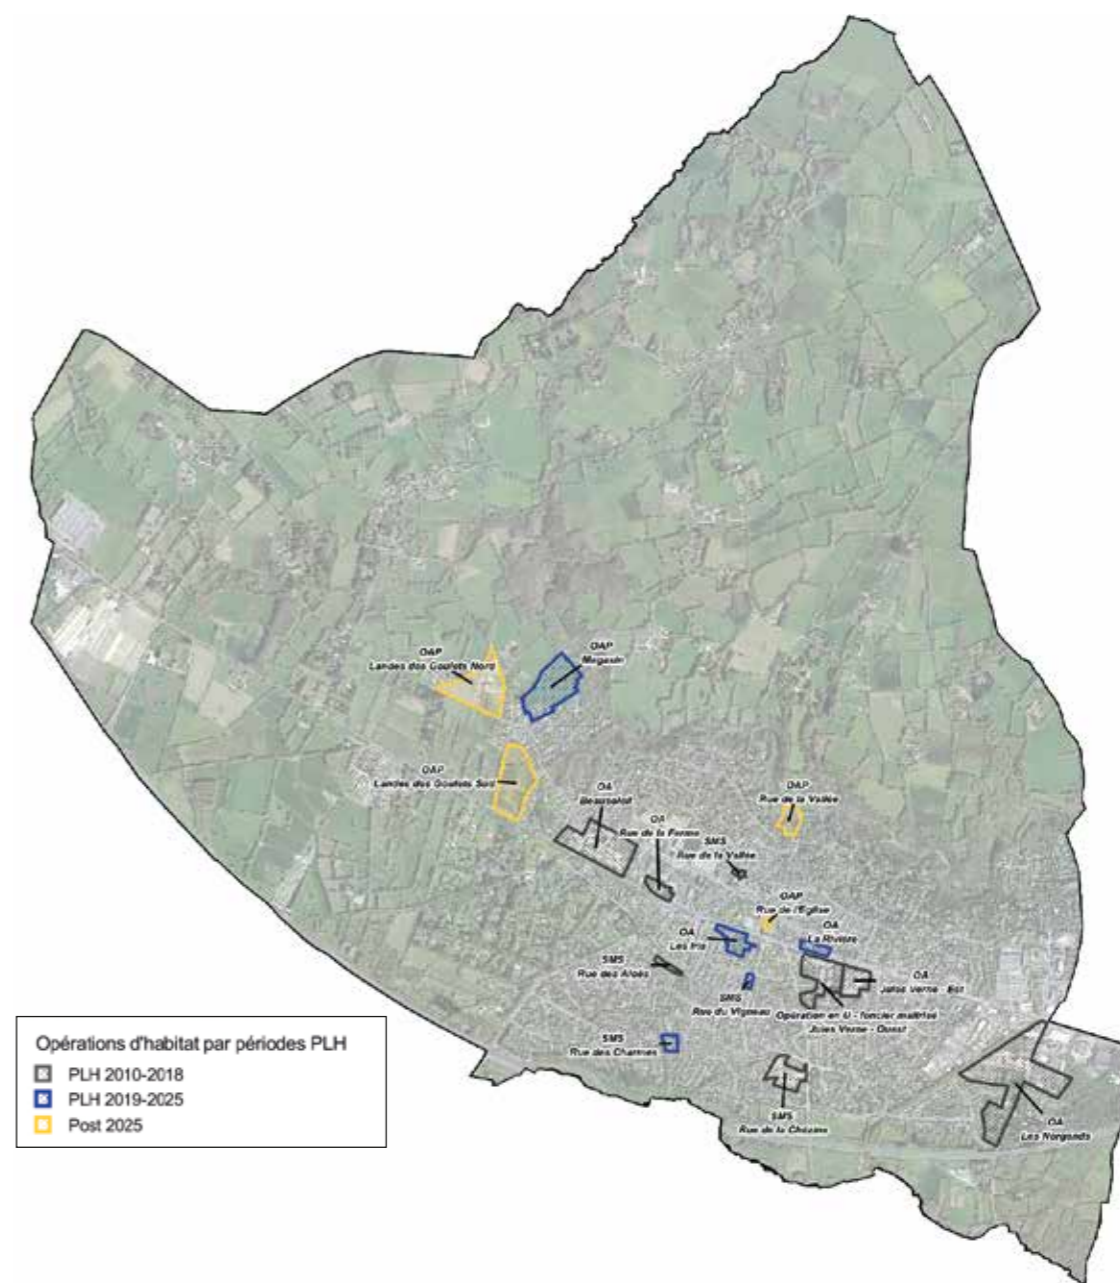 OAP
Landes des Goulets Nord
OAP
Magasin
OAP
Landes des Goulets Sud
OA
Beausoleil
OA
Rue de la Ferme
SMS
Rue de la Vallée
OAP
Rue de la Vallée
OAP
Rue de l'Eglise
OA
La Rivière
OA
Les Iris
SMS
Rue des Aloès
SMS
Rue du Vigneau
OA
Jules Verne - Est
Opération en U - foncier maîtrisé
Jules Verne - Ouest
SMS
Rue des Charmes
SMS
Rue de la Chézine
OA
Les Norgands
Opérations d'habitat par périodes PLH
PLH 2010-2018
PLH 2019-2025
Post 2025